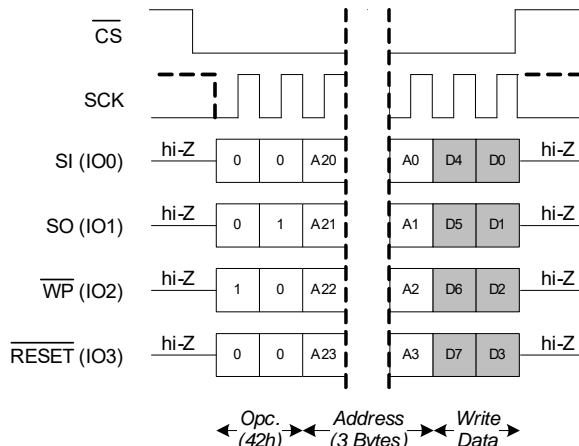 CS
SCK
SI (IO0) hi-Z 0 0 A20 A0 D4 D0 hi-Z
SO (IO1) hi-Z 0 1 A21 A1 D5 D1 hi-Z
WP (IO2) hi-Z 1 0 A22 A2 D6 D2 hi-Z
RESET (IO3) hi-Z 0 0 A23 A3 D7 D3 hi-Z
Opc. Address Write
(42h) (3 Bytes) Data